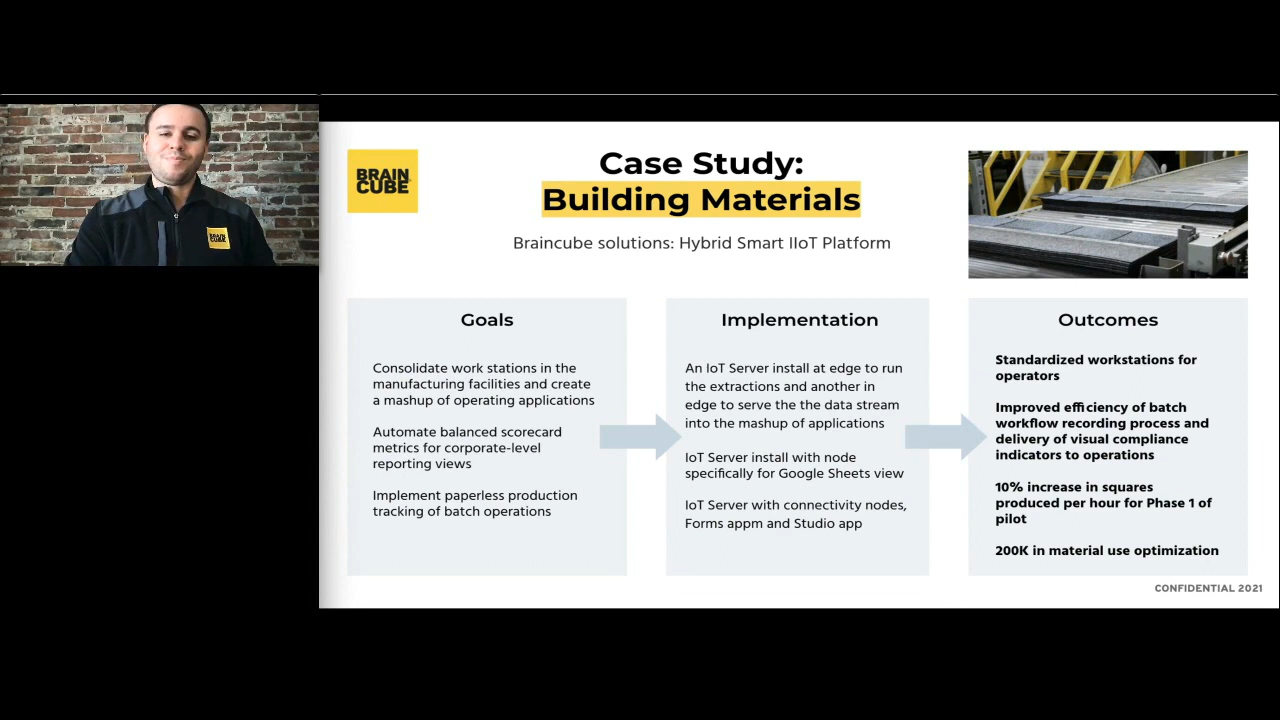 BRAIN
CUBE
BRAIN
CUBE
Case Study:
Building Materials
Braincube solutions: Hybrid Smart IIoT Platform
Goals
Consolidate work stations in the
manufacturing facilities and create
a mashup of operating applications
Automate balanced scorecard
metrics for corporate-level
reporting views
Implement paperless production
tracking of batch operations
Implementation
An IoT Server install at edge to run
the extractions and another in
edge to serve the the data stream
into the mashup of applications
IoT Server install with node
specifically for Google Sheets view
IoT Server with connectivity nodes,
Forms appm and Studio app
Outcomes
Standardized workstations for
operators
Improved efficiency of batch
workflow recording process and
delivery of visual compliance
indicators to operations
10% increase in squares
produced per hour for Phase 1 of
pilot
200K in material use optimization
CONFIDENTIAL 2021